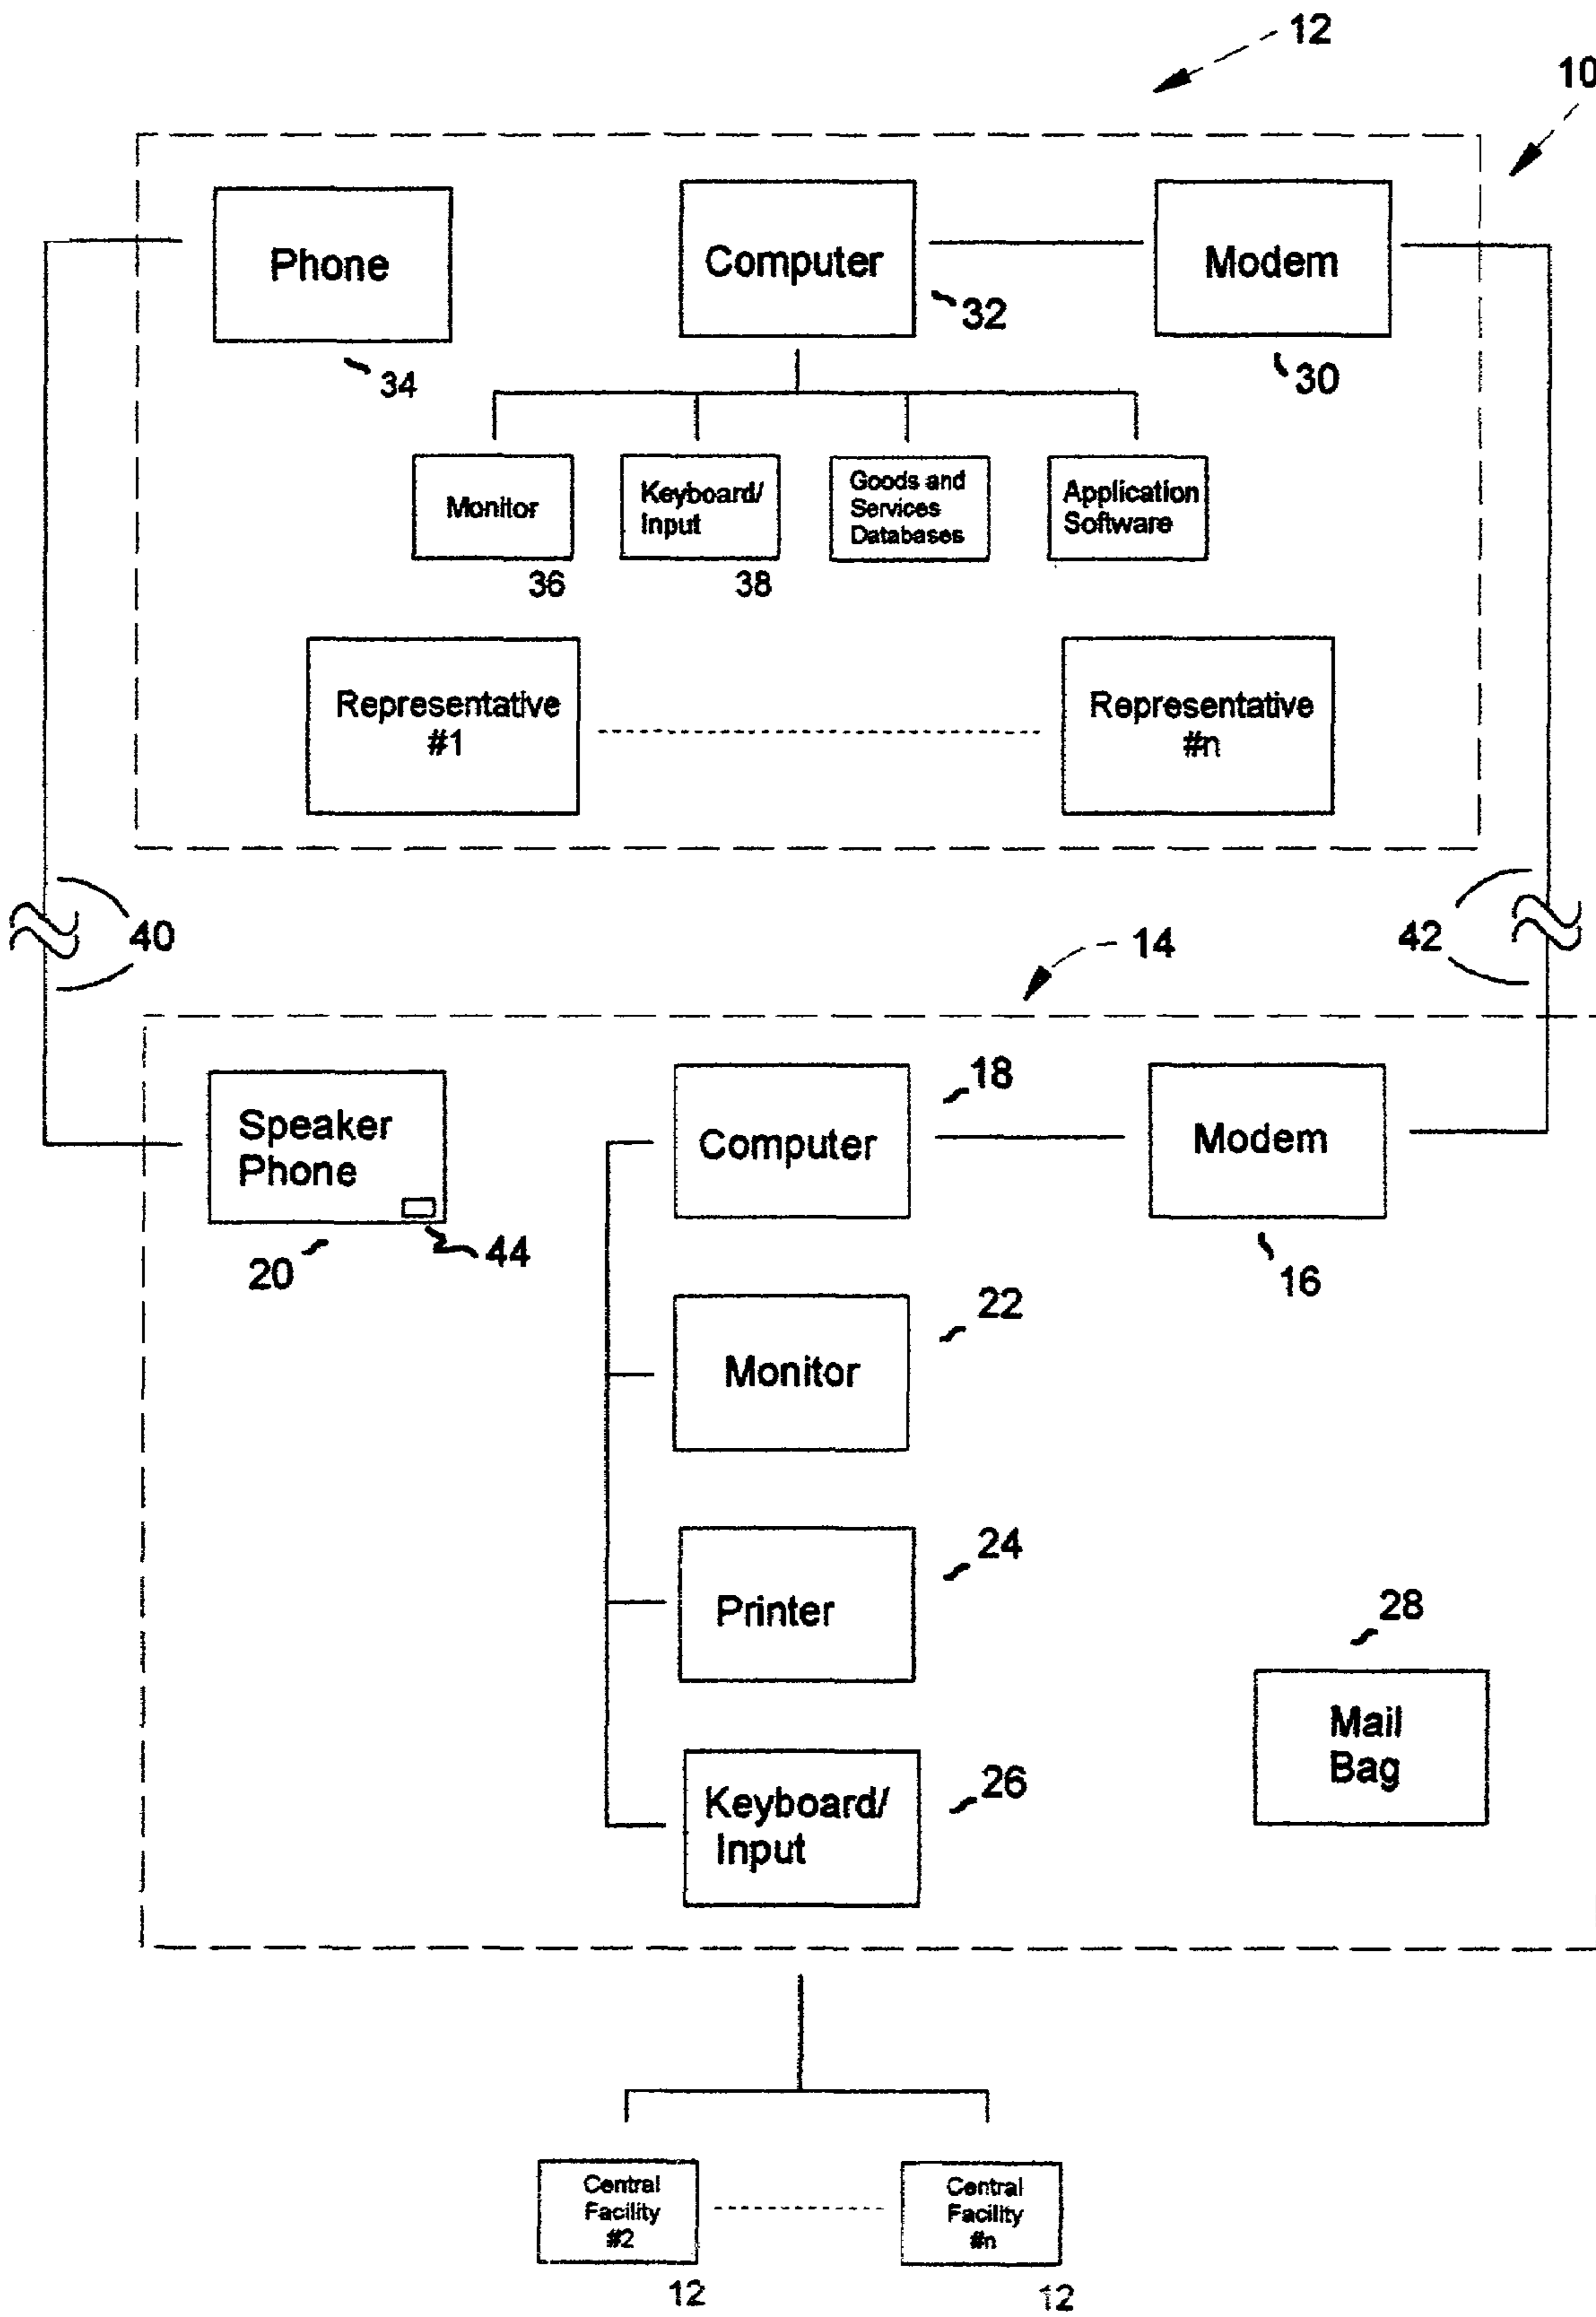 12
10
Phone
Computer
Modem
32
34
30
Monitor
Keyboard/
Input
Goods and
Services
Databases
Application
Software
36
38
Representative
#1
Representative
#n
40
42
14
18
Speaker
Phone
Computer
Modem
44
20
16
22
Monitor
24
Printer
28
Mail
Bag
26
Keyboard/
Input
Central
Facility
#2
Central
Facility
#n
12
12